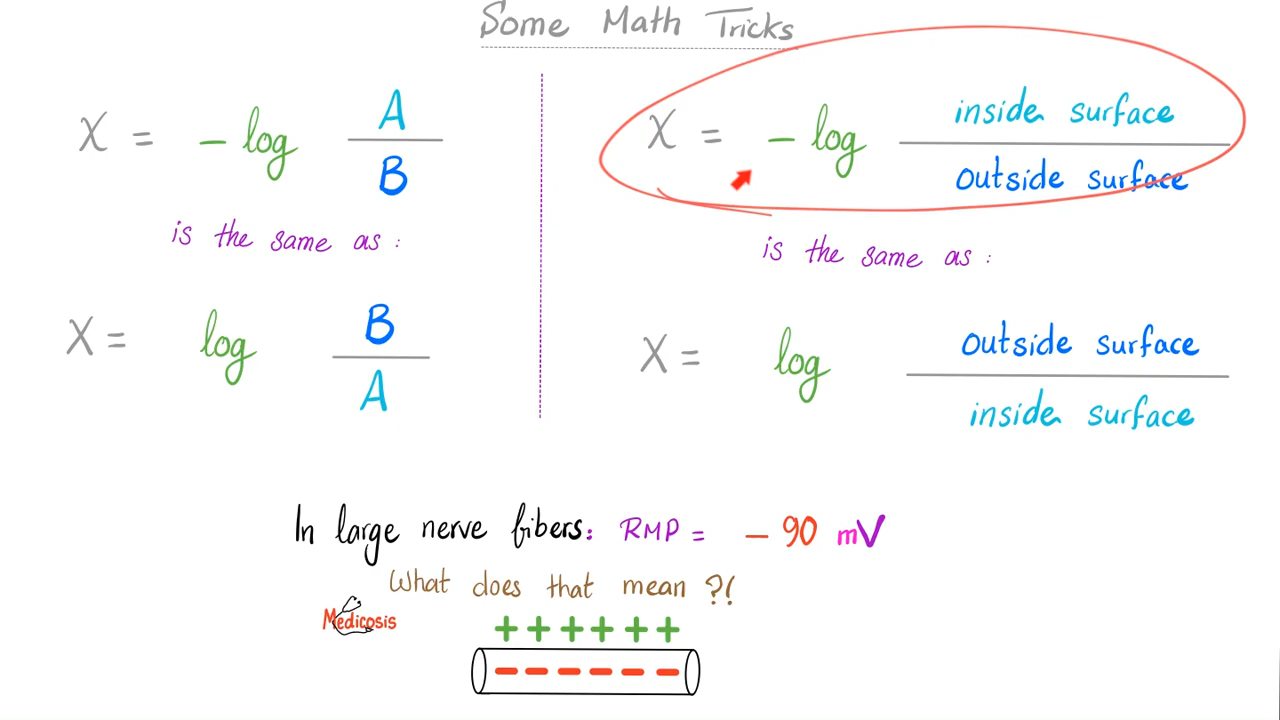 Some Math Tricks
X = - log A / B
is the same as :
X = log B / A
X = - log inside surface / outside surface
is the same as :
X = log outside surface / inside surface
In large nerve fibers: RMP = - 90 mV
What does that mean ?!
Medicosis
+ + + + + +
- - - - - -